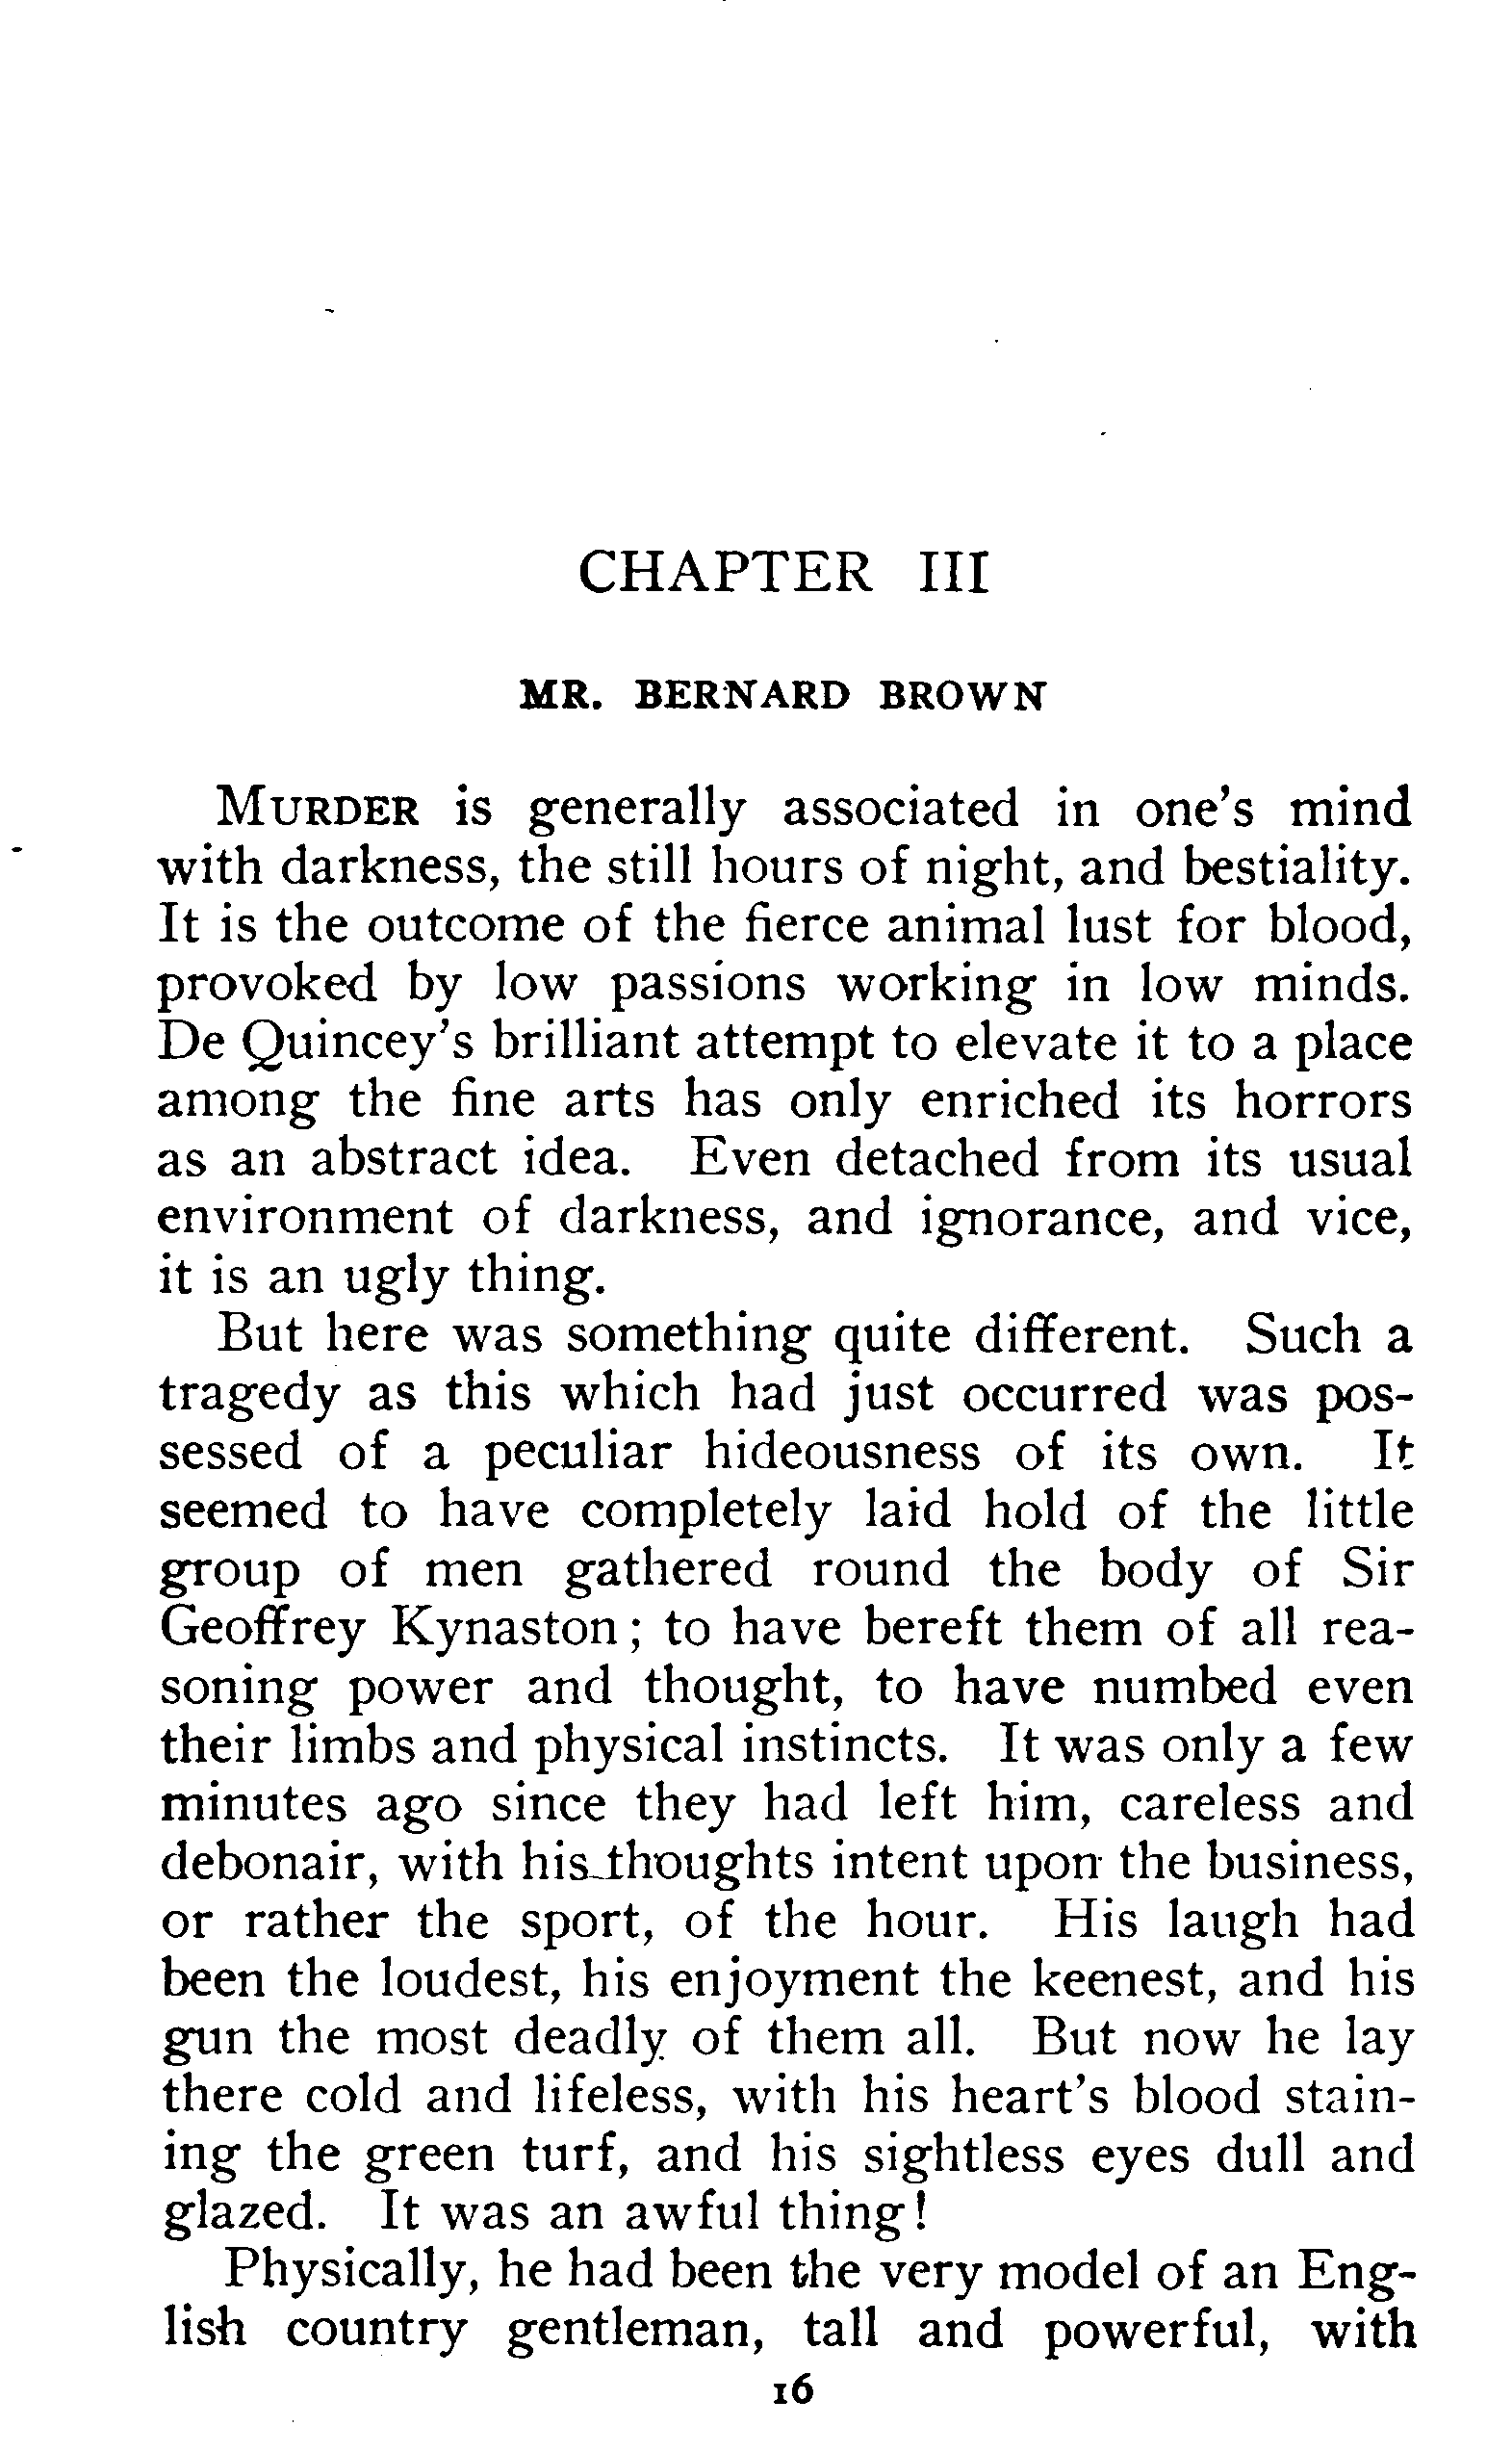 CHAPTER III
MR. BERNARD BROWN
MURDER is generally associated in one's mind
with darkness, the still hours of night, and bestiality.
It is the outcome of the fierce animal lust for blood,
provoked by low passions working in low minds.
De Quincey's brilliant attempt to elevate it to a place
among the fine arts has only enriched its horrors
as an abstract idea. Even detached from its usual
environment of darkness, and ignorance, and vice,
it is an ugly thing.
But here was something quite different. Such a
tragedy as this which had just occurred was pos-
sessed of a peculiar hideousness of its own. It
seemed to have completely laid hold of the little
group of men gathered round the body of Sir
Geoffrey Kynaston; to have bereft them of all rea-
soning power and thought, to have numbed even
their limbs and physical instincts. It was only a few
minutes ago since they had left him, careless and
debonair, with his thoughts intent upon the business,
or rather the sport, of the hour. His laugh had
been the loudest, his enjoyment the keenest, and his
gun the most deadly of them all. But now he lay
there cold and lifeless, with his heart's blood stain-
ing the green turf, and his sightless eyes dull and
glazed. It was an awful thing!
Physically, he had been the very model of an Eng-
lish country gentleman, tall and powerful, with
16